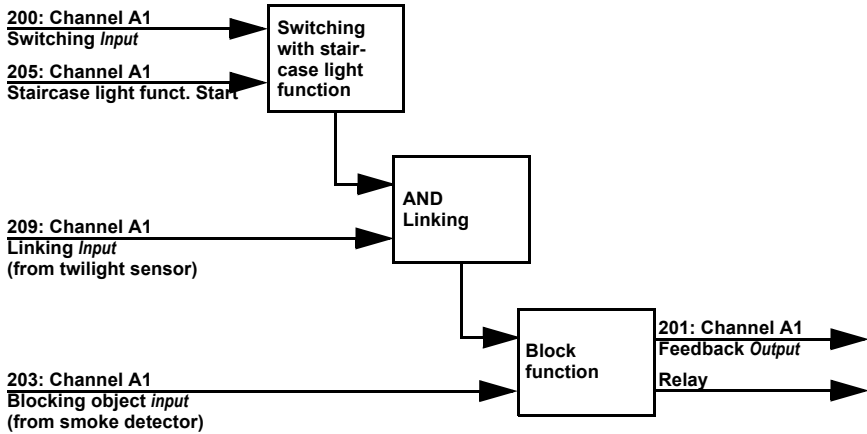 200: Channel A1
Switching Input
205: Channel A1
Staircase light funct. Start
Switching
with stair-
case light
function
AND
Linking
209: Channel A1
Linking Input
(from twilight sensor)
Block
function
201: Channel A1
Feedback Output
Relay
203: Channel A1
Blocking object input
(from smoke detector)